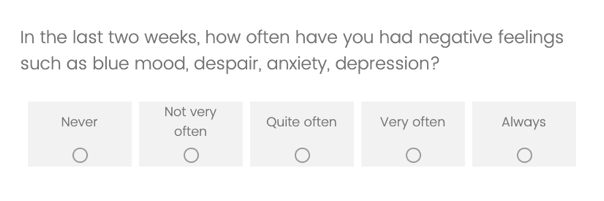 In the last two weeks, how often have you had negative feelings
such as blue mood, despair, anxiety, depression?
Never
Not very
often
Quite often
Very often
Always